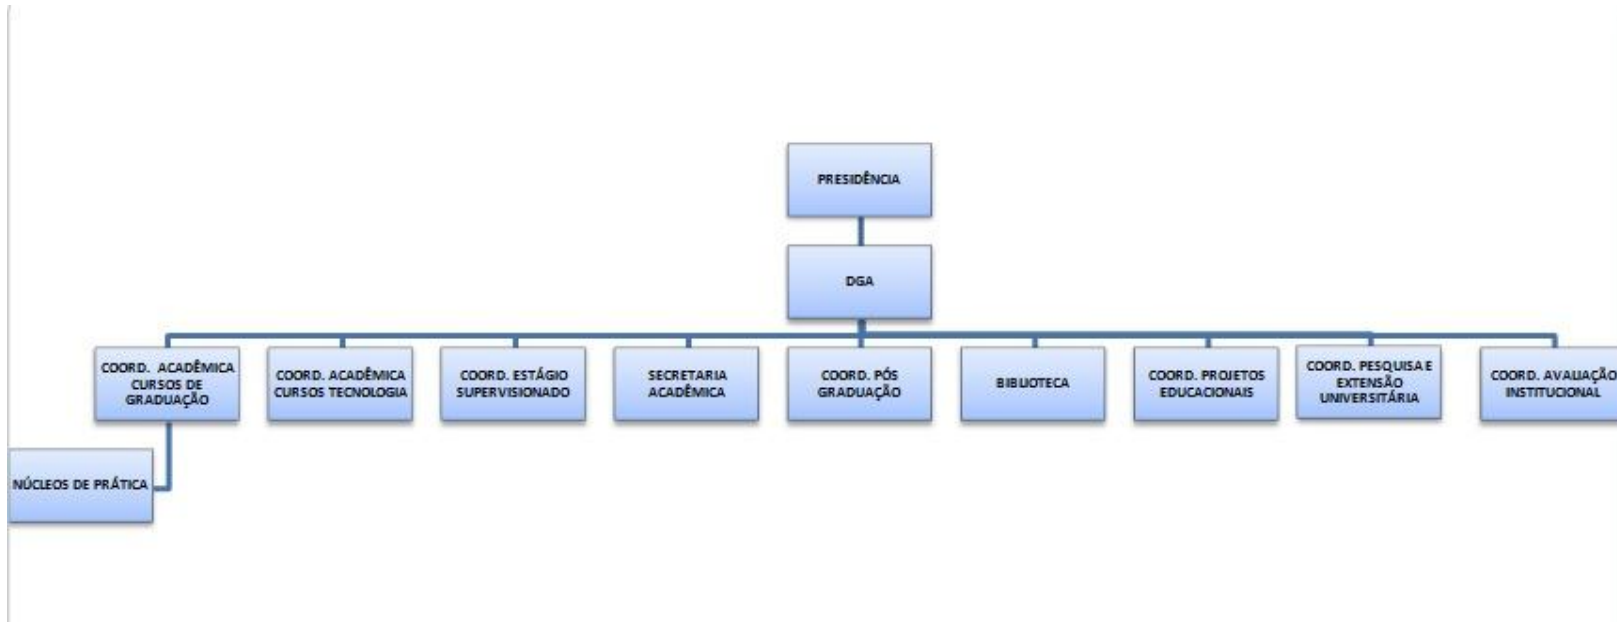 PRESIDÊNCIA
DGA
COORD. ACADÊMICA
CURSOS DE
GRADUAÇÃO
COORD. ACADÊMICA
CURSOS TECNOLOGIA
COORD. ESTÁGIO
SUPERVISIONADO
SECRETARIA
ACADÊMICA
COORD. PÓS
GRADUAÇÃO
BIBLIOTECA
COORD. PROJETOS
EDUCACIONAIS
COORD. PESQUISA E
EXTENSÃO
UNIVERSITÁRIA
COORD. AVALIAÇÃO
INSTITUCIONAL
NÚCLEOS DE PRÁTICA